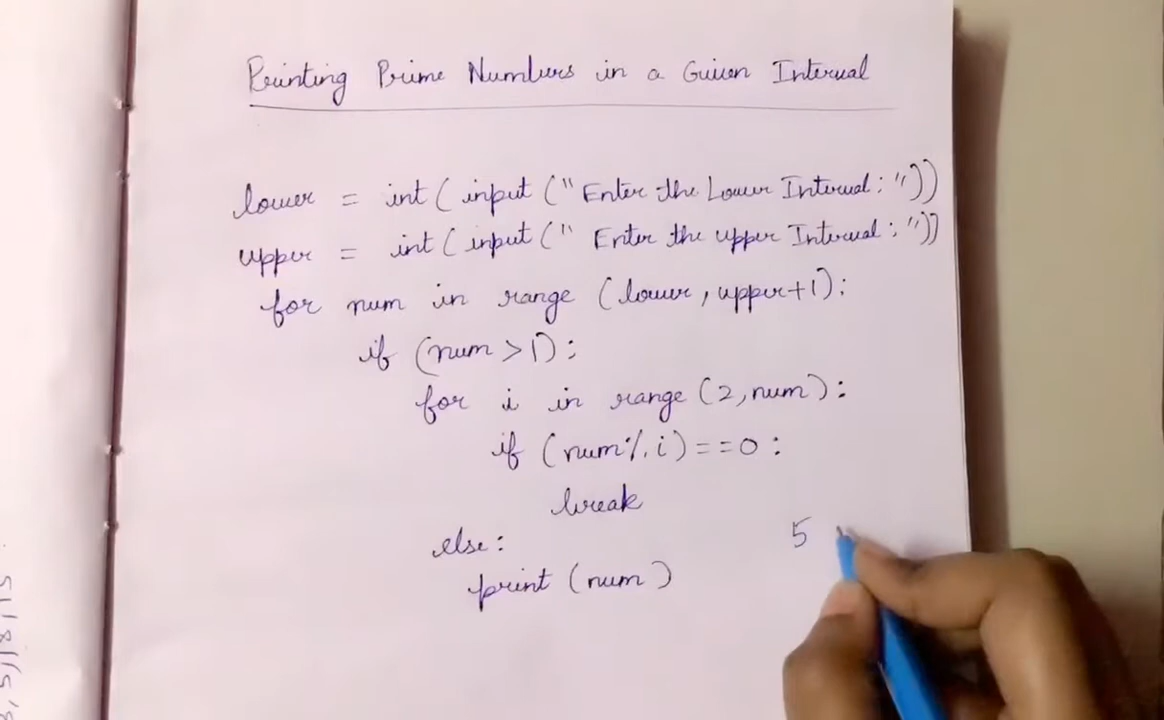 Printing Prime Numbers in a Given Interval
lower = int(input("Enter the Lower Interval:"))
upper = int(input("Enter the upper Interval:"))
for num in range (lower, upper+1):
if (num>1):
for i in range (2, num):
if (num%i)==0:
break
else:
print (num)
5